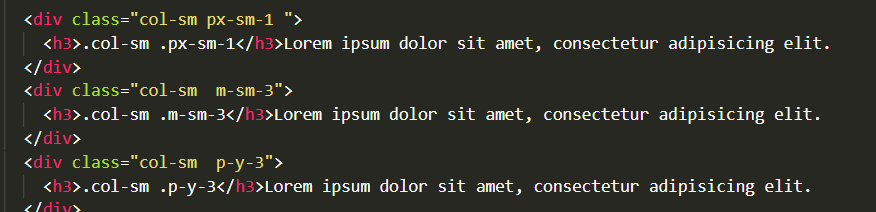 <div class="col-sm px-sm-1 ">
<h3>.col-sm .px-sm-1</h3>Lorem ipsum dolor sit amet, consectetur adipisicing elit.
</div>
<div class="col-sm  m-sm-3">
<h3>.col-sm .m-sm-3</h3>Lorem ipsum dolor sit amet, consectetur adipisicing elit.
</div>
<div class="col-sm  p-y-3">
<h3>.col-sm .p-y-3</h3>Lorem ipsum dolor sit amet, consectetur adipisicing elit.
</div>